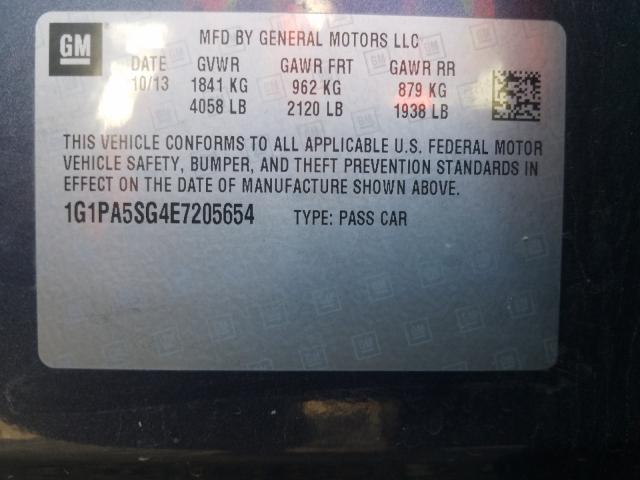 GM MFD BY GENERAL MOTORS LLC
DATE GVWR GAWR FRT GAWR RR
10/13 1841 KG 962 KG 879 KG
4058 LB 2120 LB 1938 LB
THIS VEHICLE CONFORMS TO ALL APPLICABLE U.S. FEDERAL MOTOR
VEHICLE SAFETY, BUMPER, AND THEFT PREVENTION STANDARDS IN
EFFECT ON THE DATE OF MANUFACTURE SHOWN ABOVE.
1G1PA5SG4E7205654 TYPE: PASS CAR